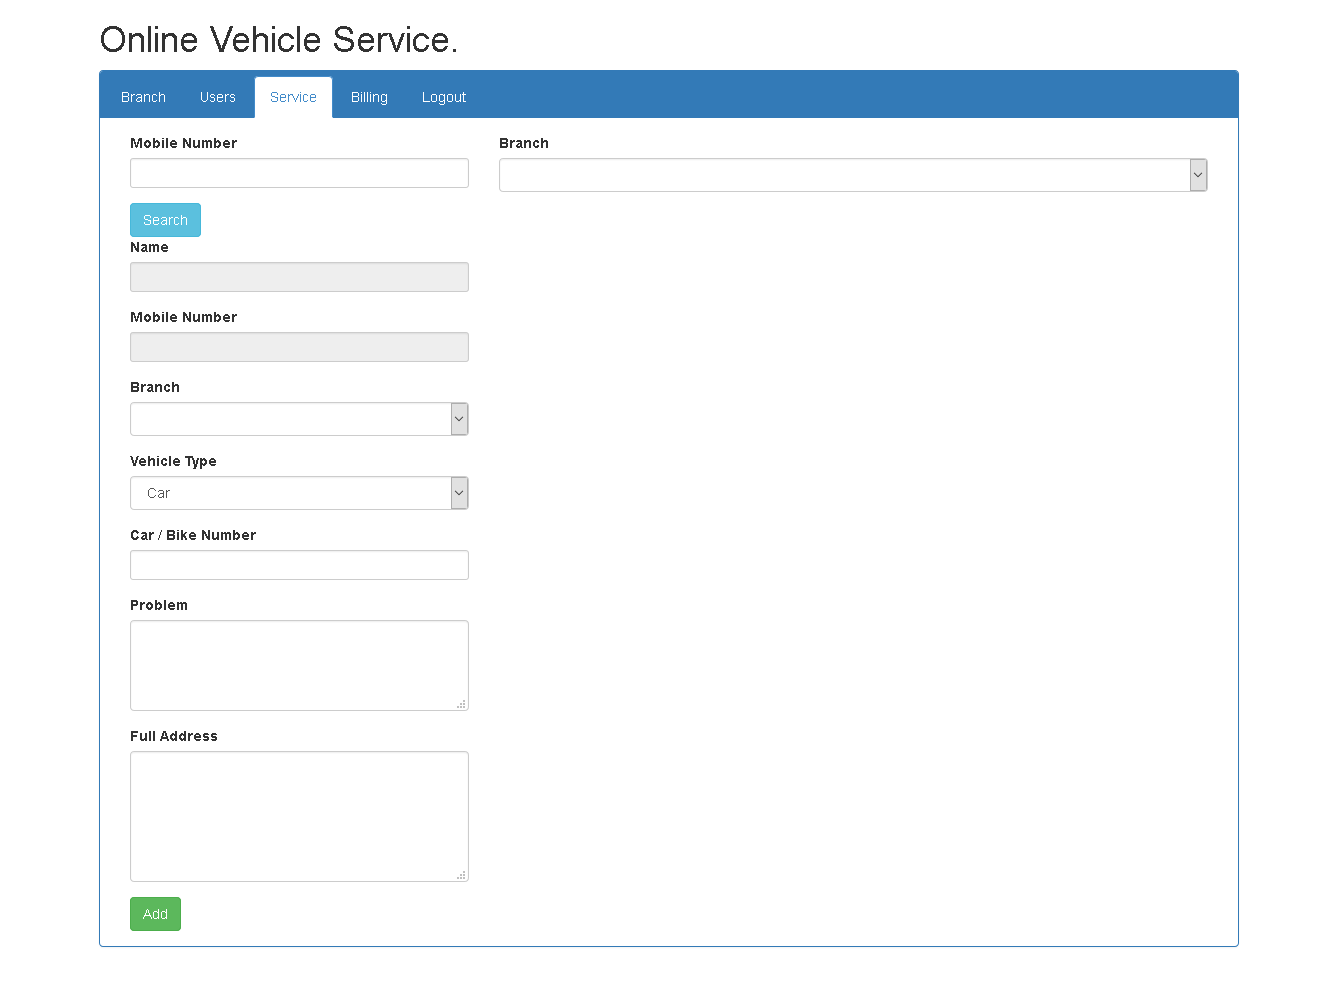 Online Vehicle Service.
Branch Users Service Billing Logout
Mobile Number
Branch
Search
Name
Mobile Number
Branch
Vehicle Type
Car
Car / Bike Number
Problem
Full Address
Add